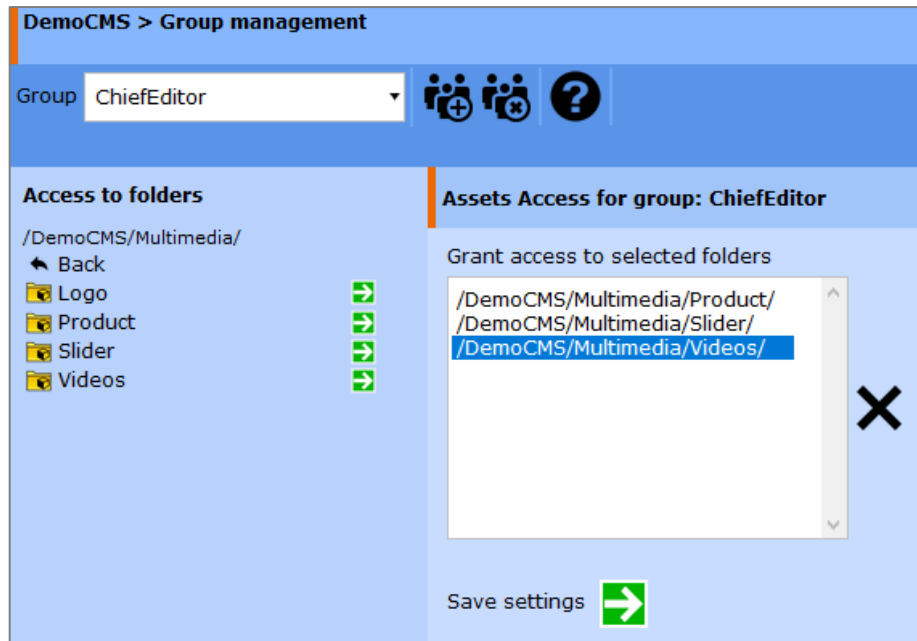 DemoCMS > Group management
Group ChiefEditor
Access to folders
/DemoCMS/Multimedia/
Back
Logo
Product
Slider
Videos
Assets Access for group: ChiefEditor
Grant access to selected folders
/DemoCMS/Multimedia/Product/
/DemoCMS/Multimedia/Slider/
/DemoCMS/Multimedia/Videos/
Save settings